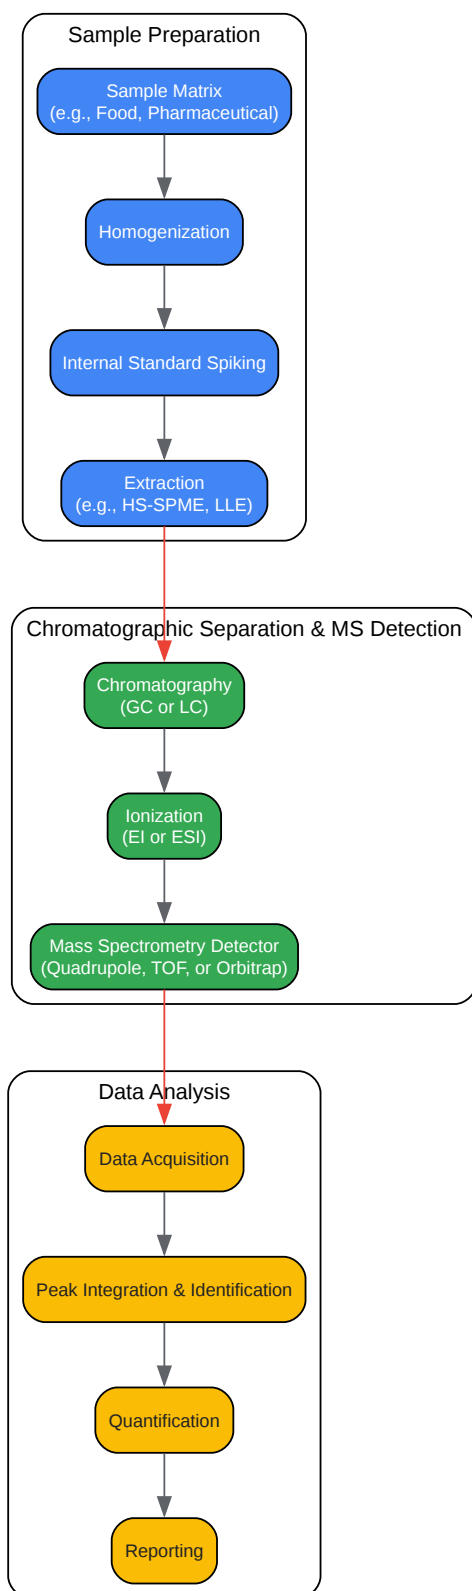 Sample Preparation
Sample Matrix
(e.g., Food, Pharmaceutical)
Homogenization
Internal Standard Spiking
Extraction
(e.g., HS-SPME, LLE)
Chromatographic Separation & MS Detection
Chromatography
(GC or LC)
Ionization
(EI or ESI)
Mass Spectrometry Detector
(Quadrupole, TOF, or Orbitrap)
Data Analysis
Data Acquisition
Peak Integration & Identification
Quantification
Reporting